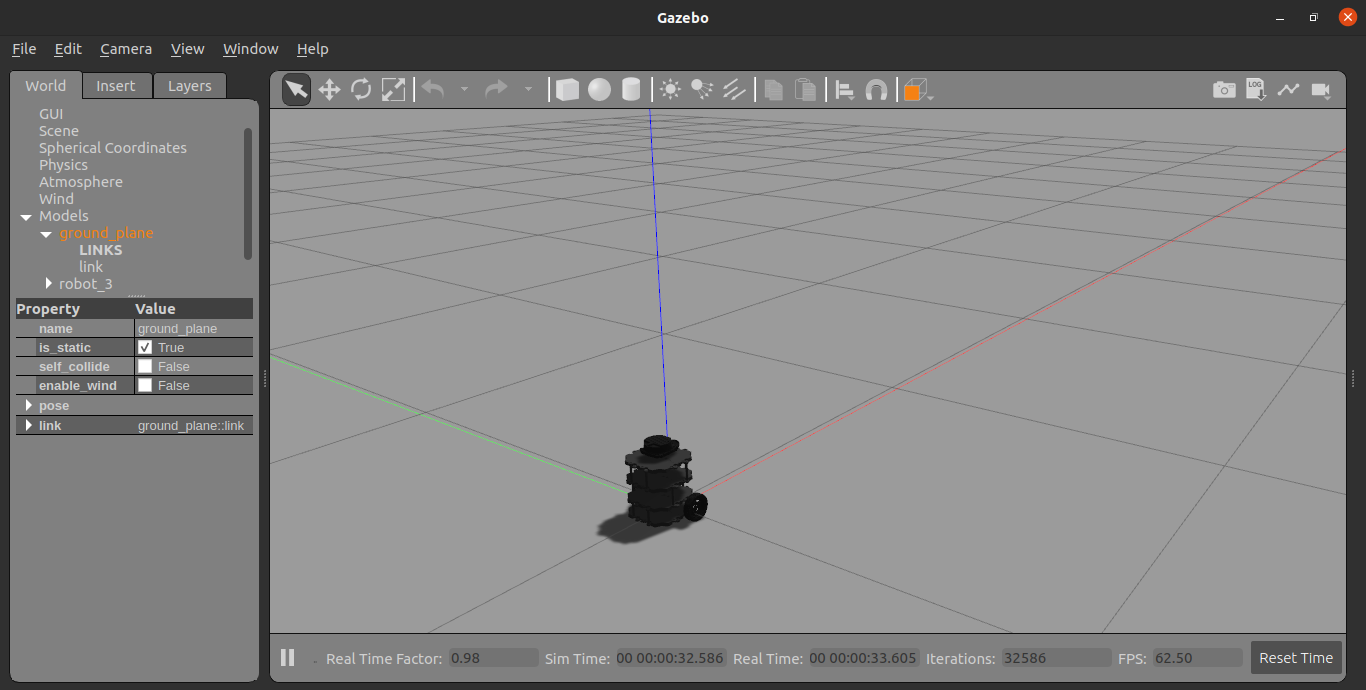 Gazebo
File Edit Camera View Window Help
World Insert Layers
GUI
Scene
Spherical Coordinates
Physics
Atmosphere
Wind
Models
ground_plane
LINKS
link
robot_3
Property Value
name ground_plane
is_static True
self_collide False
enable_wind False
pose
link ground_plane::link
LOG
Real Time Factor: 0.98 Sim Time: 00 00:00:32.586 Real Time: 00 00:00:33.605 Iterations: 32586 FPS: 62.50 Reset Time